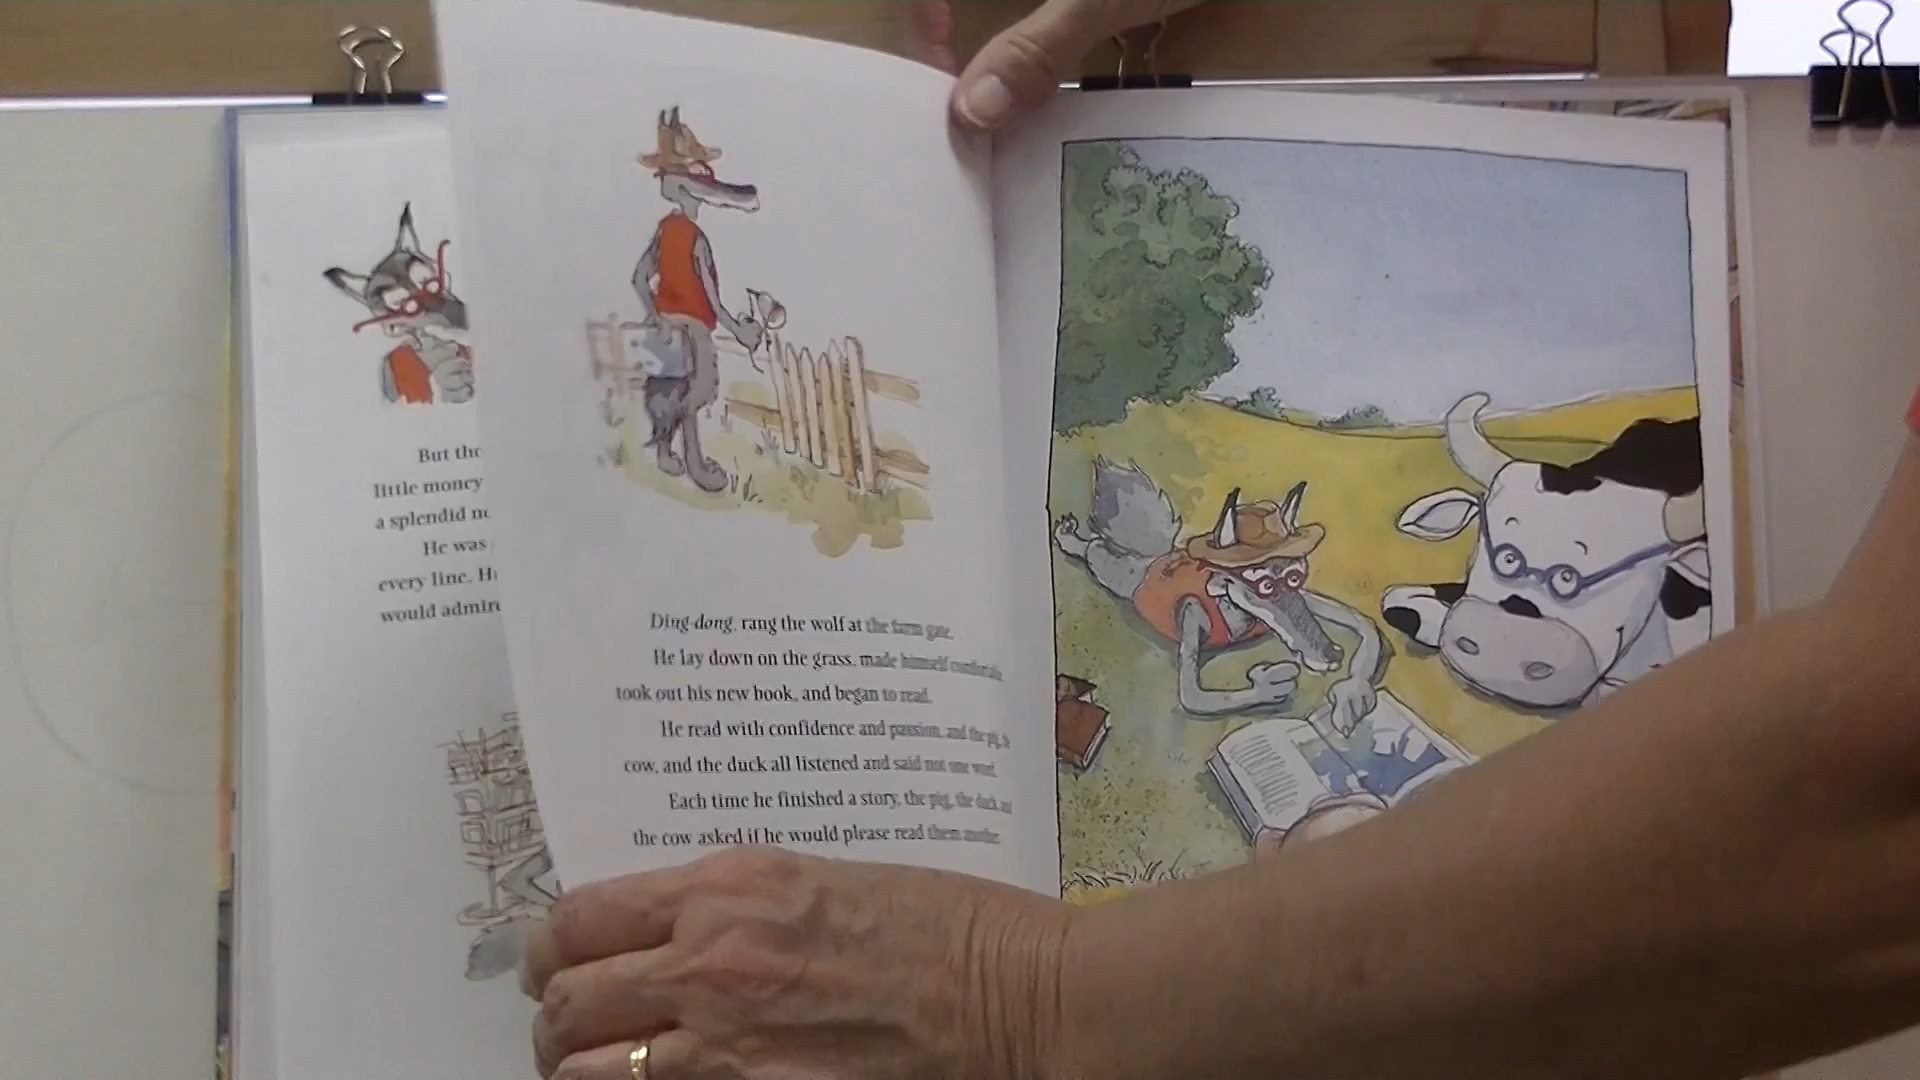 But the
little money
a splendid
He was
every line.
would admire
Ding-dong, rang the wolf at the farm gate.
He lay down on the grass, made himself comfortable,
took out his new book, and began to read.
He read with confidence and passion, and the pig, the
cow, and the duck all listened and said not one word.
Each time he finished a story, the pig, the duck, and
the cow asked if he would please read them another.